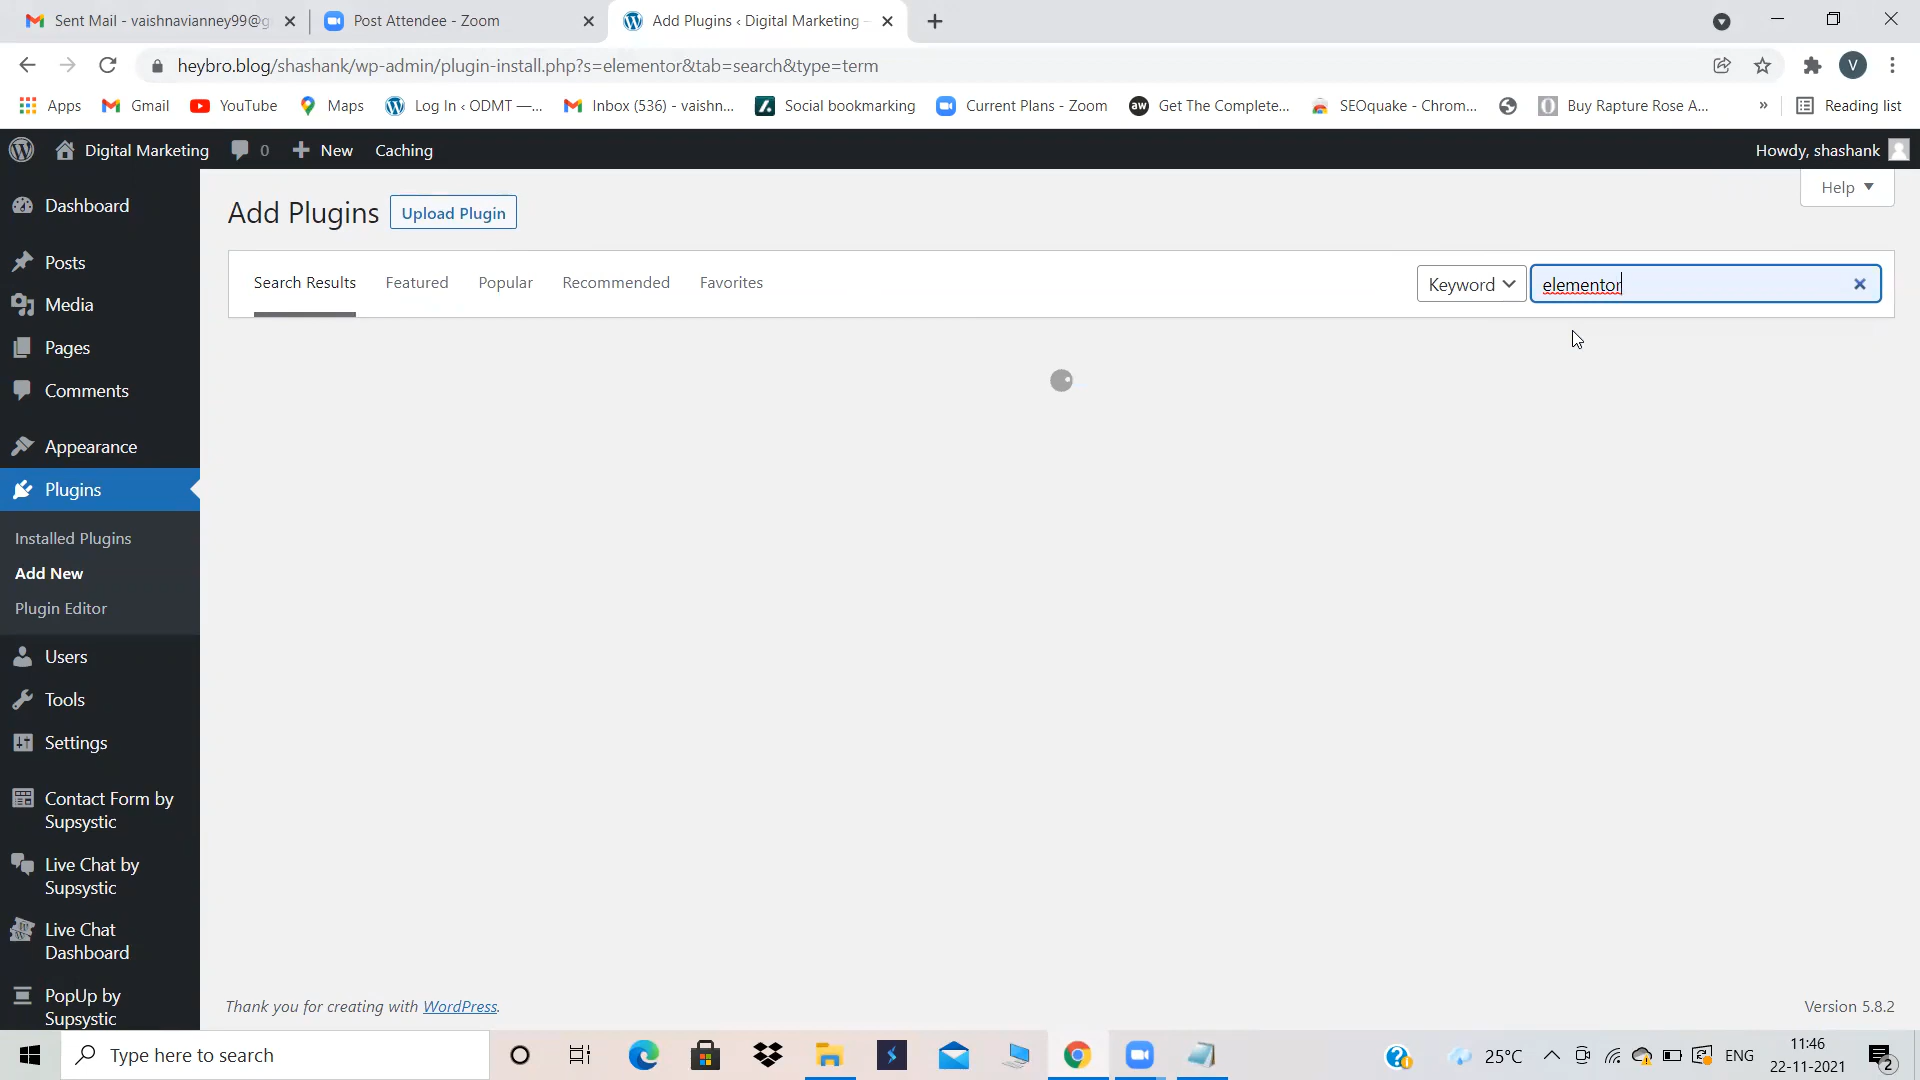 Sent Mail - vaishnavianney99@g
Post Attendee - Zoom
Add Plugins ‹ Digital Marketing —
heybro.blog/shashank/wp-admin/plugin-install.php?s=elementor&tab=search&type=term
V
Apps
Gmail
YouTube
Maps
Log In ‹ ODMT —...
Inbox (536) - vaishn...
Social bookmarking
Current Plans - Zoom
aw
Get The Complete...
SEOquake - Chrom...
Buy Rapture Rose A...
»
Reading list
Digital Marketing
0
New
Caching
Howdy, shashank
Help
Add Plugins
Upload Plugin
Search Results
Featured
Popular
Recommended
Favorites
Keyword
elementor
Dashboard
Posts
Media
Pages
Comments
Appearance
Plugins
Installed Plugins
Add New
Plugin Editor
Users
Tools
Settings
Contact Form by
Supsystic
Live Chat by
Supsystic
Live Chat
Dashboard
PopUp by
Supsystic
Thank you for creating with WordPress.
Version 5.8.2
Type here to search
25°C
ENG
11:46
22-11-2021
2